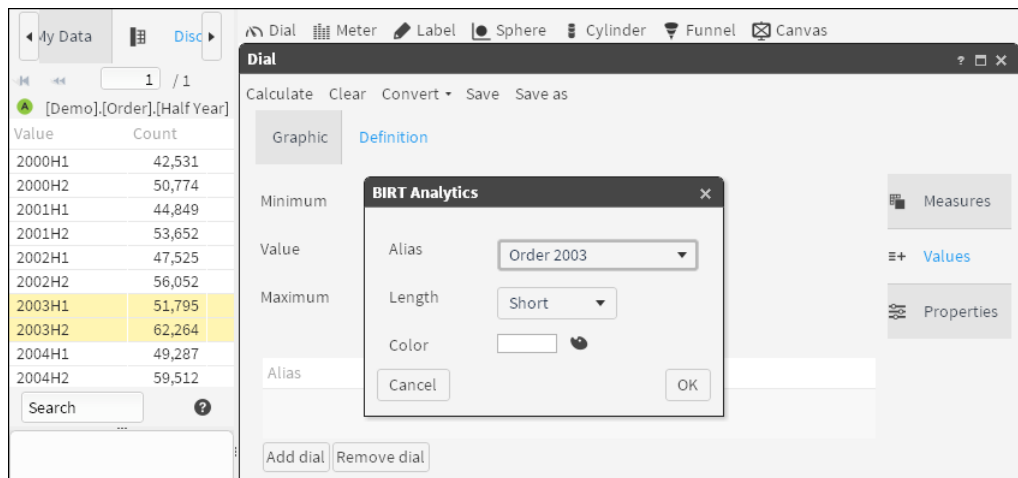 My Data Disc
Dial Meter Label Sphere Cylinder Funnel Canvas
1 / 1
A [Demo].[Order].[Half Year]
Value Count
2000H1 42,531
2000H2 50,774
2001H1 44,849
2001H2 53,652
2002H1 47,525
2002H2 56,052
2003H1 51,795
2003H2 62,264
2004H1 49,287
2004H2 59,512
Search ?
Dial ?
Calculate Clear Convert Save Save as
Graphic Definition
Minimum
Value
Maximum
BIRT Analytics
Alias Order 2003
Length Short
Color
Cancel OK
Measures
Values
Properties
Alias
Add dial Remove dial